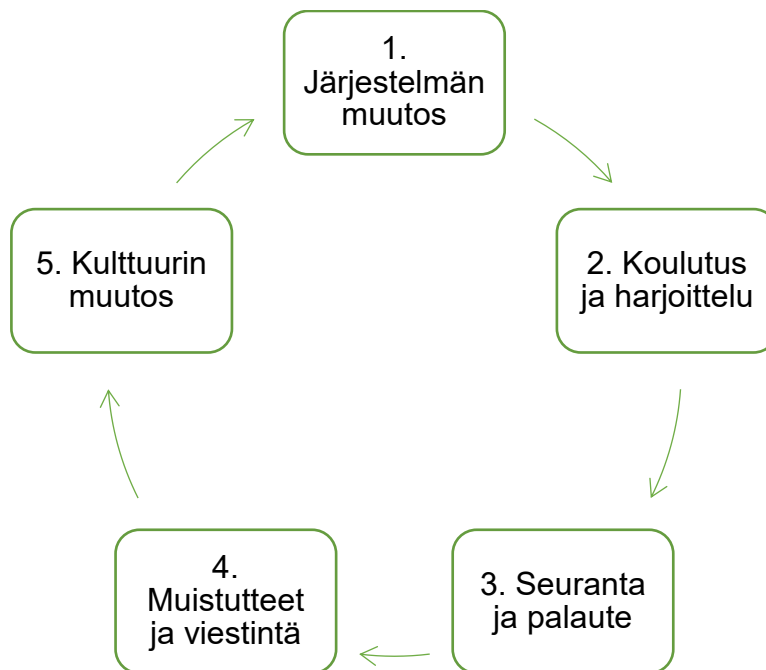 1.
Järjestelmän
muutos
2. Koulutus
ja harjoittelu
3. Seuranta
ja palaute
4.
Muistutteet
ja viestintä
5. Kulttuurin
muutos